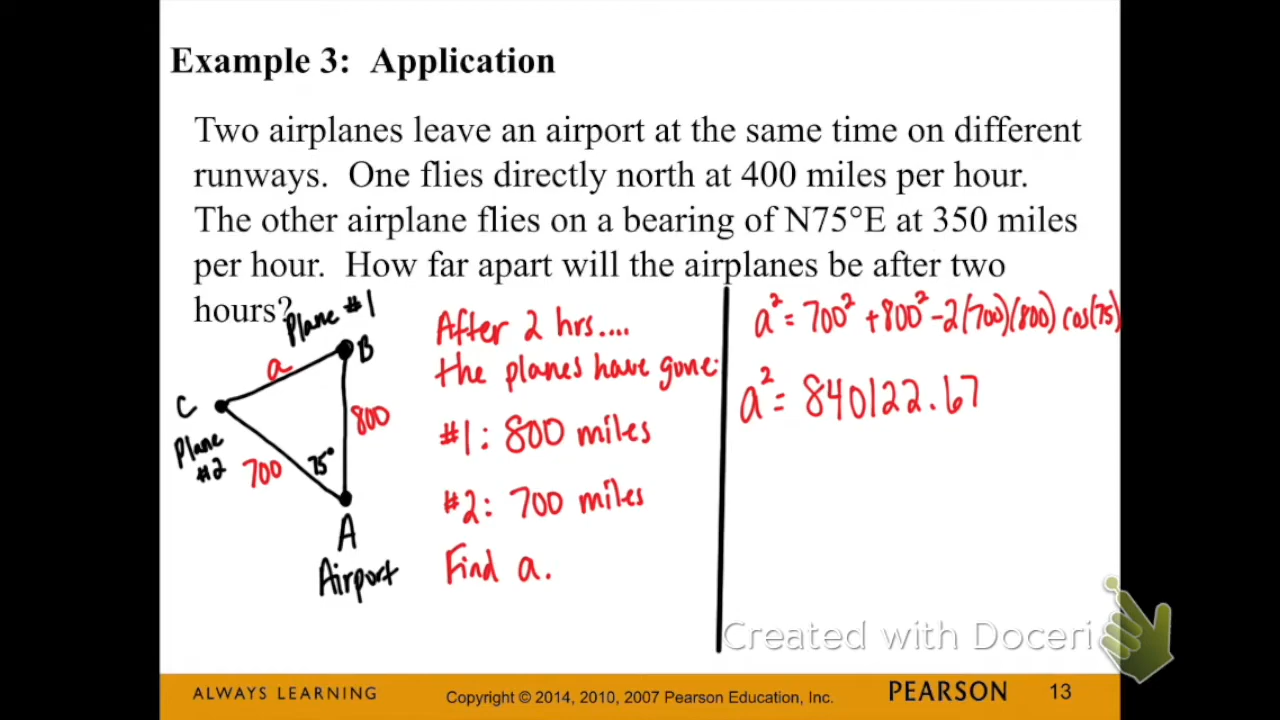 Example 3: Application
Two airplanes leave an airport at the same time on different
runways. One flies directly north at 400 miles per hour.
The other airplane flies on a bearing of N75°E at 350 miles
per hour. How far apart will the airplanes be after two
hours?
Plane #1
B
a
C
Plane
#2
800
700
75°
A
Airport
After 2 hrs....
the planes have gone:
#1: 800 miles
#2: 700 miles
Find a.
a² = 700² + 800² - 2(700)(800) cos(75)
a² = 840122.67
Created with Doceri
ALWAYS LEARNING
Copyright © 2014, 2010, 2007 Pearson Education, Inc.
PEARSON
13